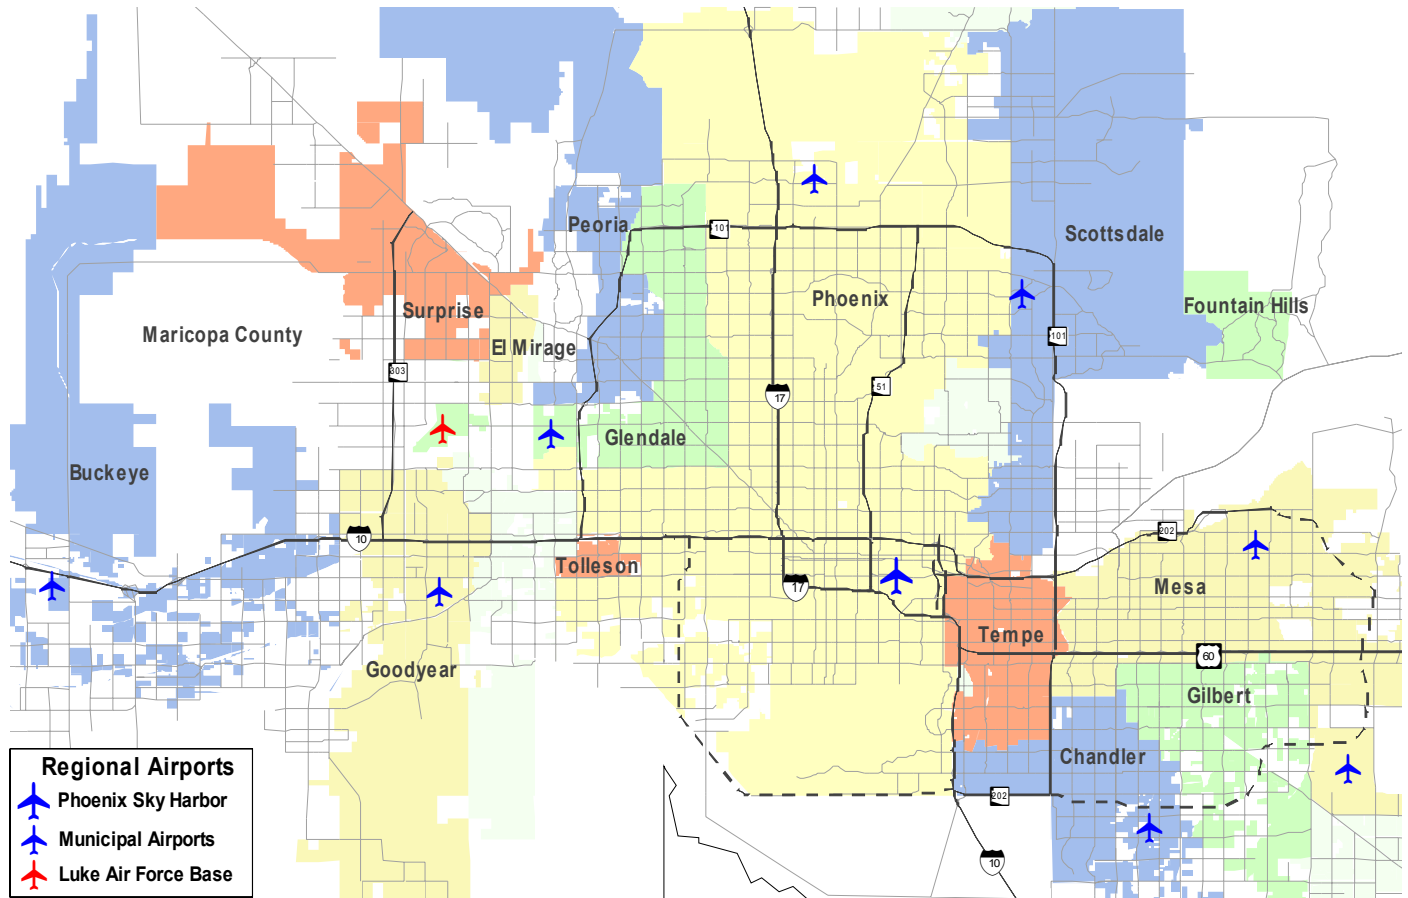 Peoria
101
Scottsdale
Phoenix
Fountain Hills
Surprise
Maricopa County
El Mirage
101
303
51
17
Glendale
Buckeye
10
202
Tolleson
17
Mesa
Tempe
60
Goodyear
Gilbert
Chandler
202
10
Regional Airports
Phoenix Sky Harbor
Municipal Airports
Luke Air Force Base